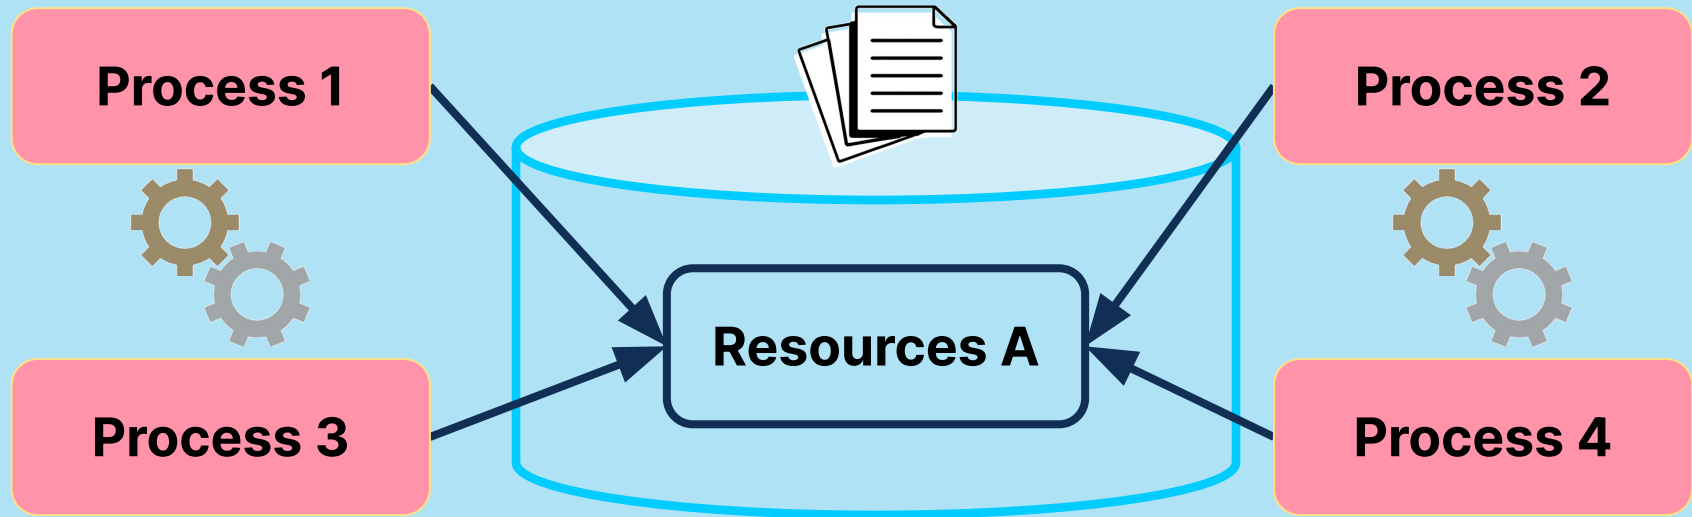 Process 1
Process 2
Resources A
Process 3
Process 4